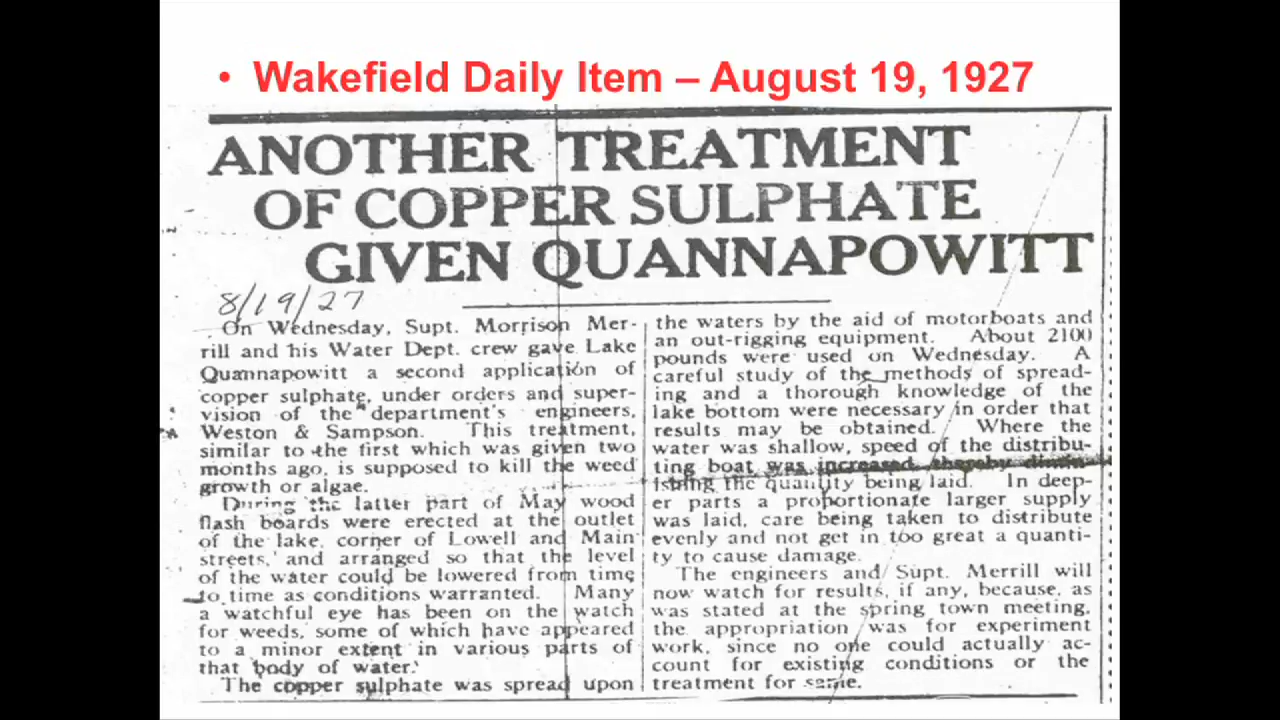 • Wakefield Daily Item – August 19, 1927
ANOTHER TREATMENT
OF COPPER SULPHATE
GIVEN QUANNAPOWITT
8/19/27
On Wednesday, Supt. Morrison Mer-
rill and his Water Dept. crew gave Lake
Quannapowitt a second application of
copper sulphate, under orders and super-
vision of the department's engineers,
Weston & Sampson. This treatment,
similar to the first which was given two
months ago, is supposed to kill the weed
growth or algae.
During the latter part of May wood
flash boards were erected at the outlet
of the lake, corner of Lowell and Main
streets, and arranged so that the level
of the water could be lowered from time
to time as conditions warranted. Many
a watchful eye has been on the watch
for weeds, some of which have appeared
to a minor extent in various parts of
that body of water.
The copper sulphate was spread upon
the waters by the aid of motorboats and
an out-rigging equipment. About 2100
pounds were used on Wednesday. A
careful study of the methods of spread-
ing and a thorough knowledge of the
lake bottom were necessary in order that
results may be obtained. Where the
water was shallow, speed of the distribu-
ting boat was increased thereby dimin-
ishing the quantity being laid. In deep-
er parts a proportionate larger supply
was laid, care being taken to distribute
evenly and not get in too great a quanti-
ty to cause damage.
The engineers and Supt. Merrill will
now watch for results, if any, because, as
was stated at the spring town meeting,
the appropriation was for experiment
work, since no one could actually ac-
count for existing conditions or the
treatment for same.